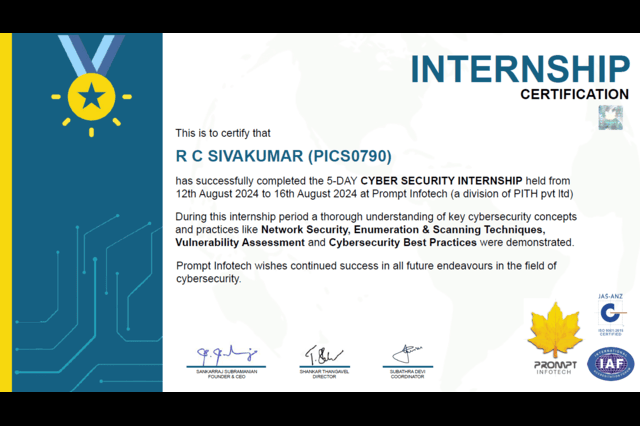 INTERNSHIP
CERTIFICATION
This is to certify that
R C SIVAKUMAR (PICS0790)
has successfully completed the 5-DAY CYBER SECURITY INTERNSHIP held from
12th August 2024 to 16th August 2024 at Prompt Infotech (a division of PITH pvt ltd)
During this internship period a thorough understanding of key cybersecurity concepts
and practices like Network Security, Enumeration & Scanning Techniques,
Vulnerability Assessment and Cybersecurity Best Practices were demonstrated.
Prompt Infotech wishes continued success in all future endeavours in the field of
cybersecurity.
SANKARRAJ SUBRAMANIAN
FOUNDER & CEO
SHANKAR THANGAVEL
DIRECTOR
SUBATHRA DEVI
COORDINATOR
PROMPT
INFOTECH
JAS-ANZ
ISO 9001:2015
INTERNATIONAL
IAF